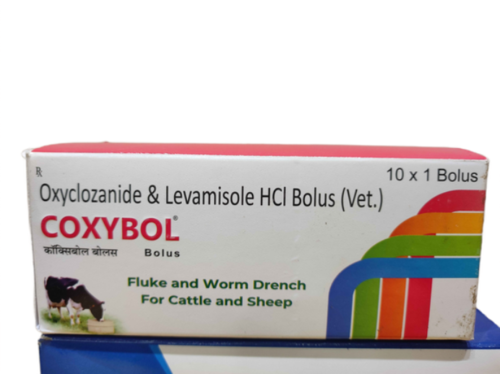 ℞
10 x 1 Bolus
Oxyclozanide & Levamisole HCl Bolus (Vet.)
COXYBOL®
कॉक्सिबोल बोलस Bolus
Fluke and Worm Drench
For Cattle and Sheep